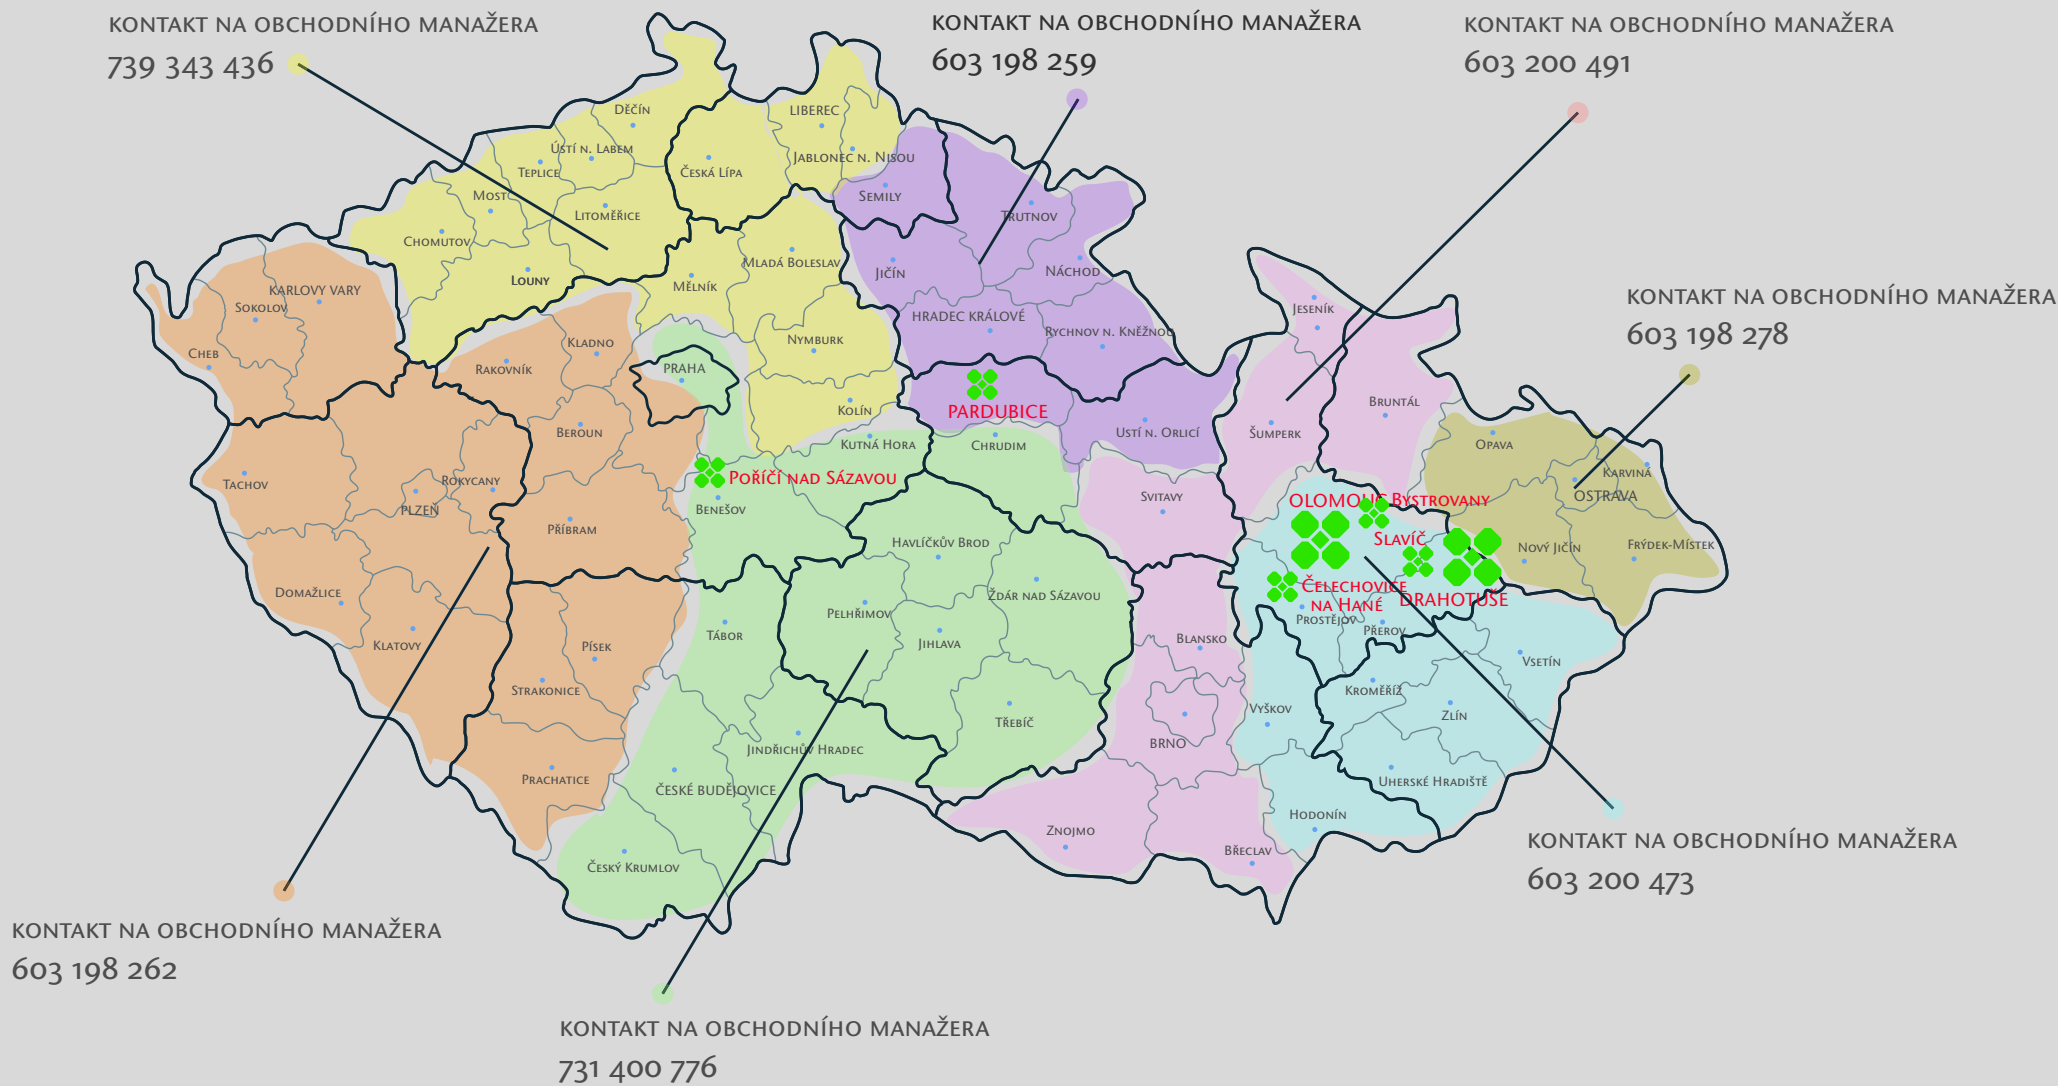 KONTAKT NA OBCHODNÍHO MANAŽERA
739 343 436
KONTAKT NA OBCHODNÍHO MANAŽERA
603 198 259
KONTAKT NA OBCHODNÍHO MANAŽERA
603 200 491
KONTAKT NA OBCHODNÍHO MANAŽERA
603 198 278
DĚČÍN
LIBEREC
ÚSTÍ N. LABEM
JABLONEC N. NISOU
TEPLICE
ČESKÁ LÍPA
MOST
SEMILY
LITOMĚŘICE
TRUTNOV
CHOMUTOV
MLADÁ BOLESLAV
JIČÍN
NÁCHOD
LOUNY
MĚLNÍK
KARLOVY VARY
SOKOLOV
JESENÍK
HRADEC KRÁLOVÉ
RYCHNOV N. KNĚŽNOU
KLADNO
NYMBURK
CHEB
RAKOVNÍK
PRAHA
BRUNTÁL
KOLÍN
PARDUBICE
BEROUN
USTÍ N. ORLICÍ
ŠUMPERK
KUTNÁ HORA
CHRUDIM
OPAVA
KARVINÁ
TACHOV
ROKYCANY
POŘÍČÍ NAD SÁZAVOU
SVITAVY
OSTRAVA
OLOMOUC
BYSTROVANY
PLZEŇ
BENEŠOV
PŘÍBRAM
HAVLÍČKŮV BROD
SLAVÍČ
NOVÝ JIČÍN
FRÝDEK-MÍSTEK
DOMAŽLICE
ŽDÁR NAD SÁZAVOU
ČELECHOVICE
NA HANÉ
DRAHOTUŠE
PELHŘIMOV
PROSTĚJOV
PŘEROV
TÁBOR
JIHLAVA
BLANSKO
KLATOVY
PÍSEK
VSETÍN
STRAKONICE
KROMĚŘÍŽ
VYŠKOV
ZLÍN
TŘEBÍČ
BRNO
JINDŘICHŮV HRADEC
PRACHATICE
ČESKÉ BUDĚJOVICE
UHERSKÉ HRADIŠTĚ
HODONÍN
ZNOJMO
BŘECLAV
ČESKÝ KRUMLOV
KONTAKT NA OBCHODNÍHO MANAŽERA
603 200 473
KONTAKT NA OBCHODNÍHO MANAŽERA
603 198 262
KONTAKT NA OBCHODNÍHO MANAŽERA
731 400 776